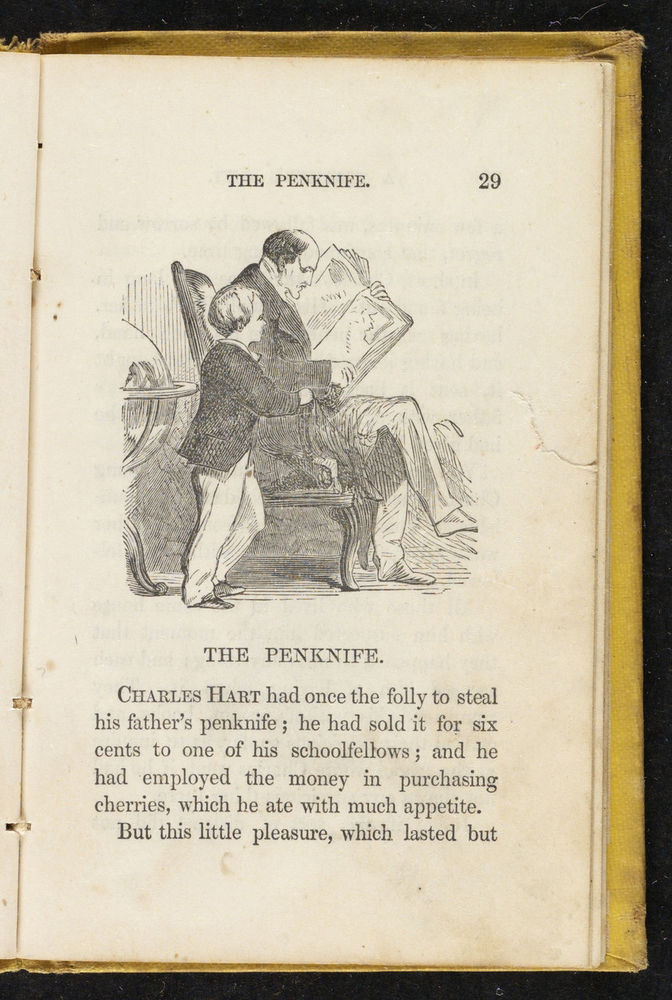 THE PENKNIFE. 29
THE PENKNIFE.
CHARLES HART had once the folly to steal
his father's penknife; he had sold it for six
cents to one of his schoolfellows; and he
had employed the money in purchasing
cherries, which he ate with much appetite.
But this little pleasure, which lasted but